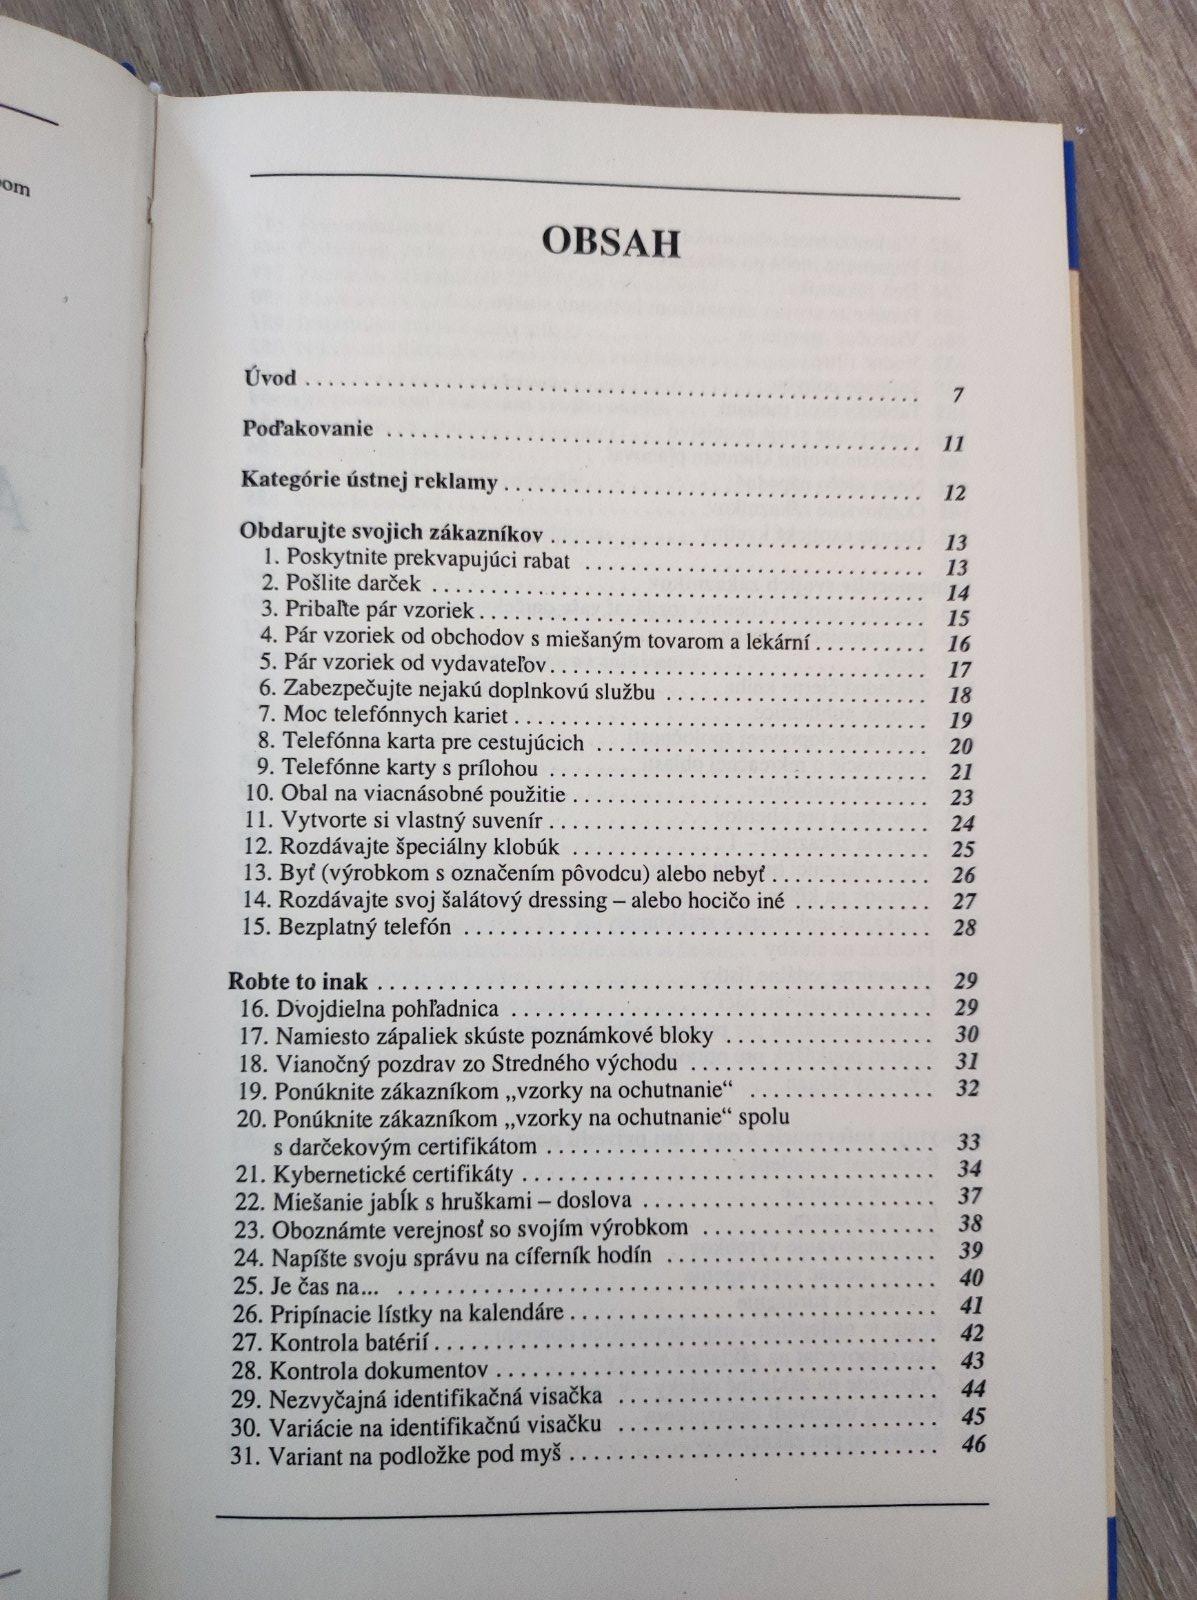 OBSAH
Úvod ........ 7
Poďakovanie ........ 11
Kategórie ústnej reklamy ........ 12
Obdarujte svojich zákazníkov ........ 13
1. Poskytnite prekvapujúci rabat ........ 13
2. Pošlite darček ........ 14
3. Pribaľte pár vzoriek ........ 15
4. Pár vzoriek od obchodov s miešaným tovarom a lekární ........ 16
5. Pár vzoriek od vydavateľov ........ 17
6. Zabezpečujte nejakú doplnkovú službu ........ 18
7. Moc telefónnych kariet ........ 19
8. Telefónna karta pre cestujúcich ........ 20
9. Telefónne karty s prílohou ........ 21
10. Obal na viacnásobné použitie ........ 23
11. Vytvorte si vlastný suvenír ........ 24
12. Rozdávajte špeciálny klobúk ........ 25
13. Byť (výrobkom s označením pôvodcu) alebo nebyť ........ 26
14. Rozdávajte svoj šalátový dressing – alebo hocičo iné ........ 27
15. Bezplatný telefón ........ 28
Robte to inak ........ 29
16. Dvojdielna pohľadnica ........ 29
17. Namiesto zápaliek skúste poznámkové bloky ........ 30
18. Vianočný pozdrav zo Stredného východu ........ 31
19. Ponúknite zákazníkom „vzorky na ochutnanie“ ........ 32
20. Ponúknite zákazníkom „vzorky na ochutnanie“ spolu
s darčekovým certifikátom ........ 33
21. Kybernetické certifikáty ........ 34
22. Miešanie jabĺk s hruškami – doslova ........ 37
23. Oboznámte verejnosť so svojím výrobkom ........ 38
24. Napíšte svoju správu na cíferník hodín ........ 39
25. Je čas na... ........ 40
26. Pripínacie lístky na kalendáre ........ 41
27. Kontrola batérií ........ 42
28. Kontrola dokumentov ........ 43
29. Nezvyčajná identifikačná visačka ........ 44
30. Variácie na identifikačnú visačku ........ 45
31. Variant na podložke pod myš ........ 46